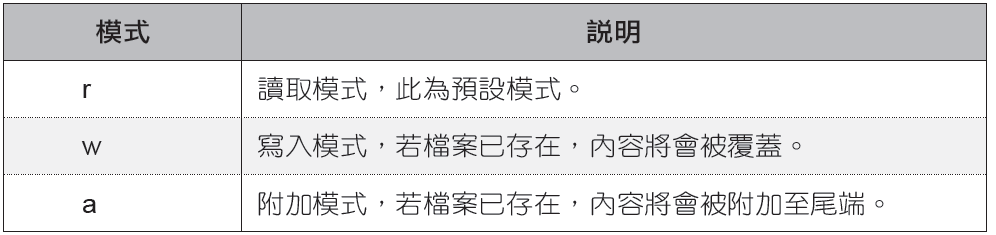 模式 說明
r 讀取模式，此為預設模式。
w 寫入模式，若檔案已存在，內容將會被覆蓋。
a 附加模式，若檔案已存在，內容將會被附加至尾端。